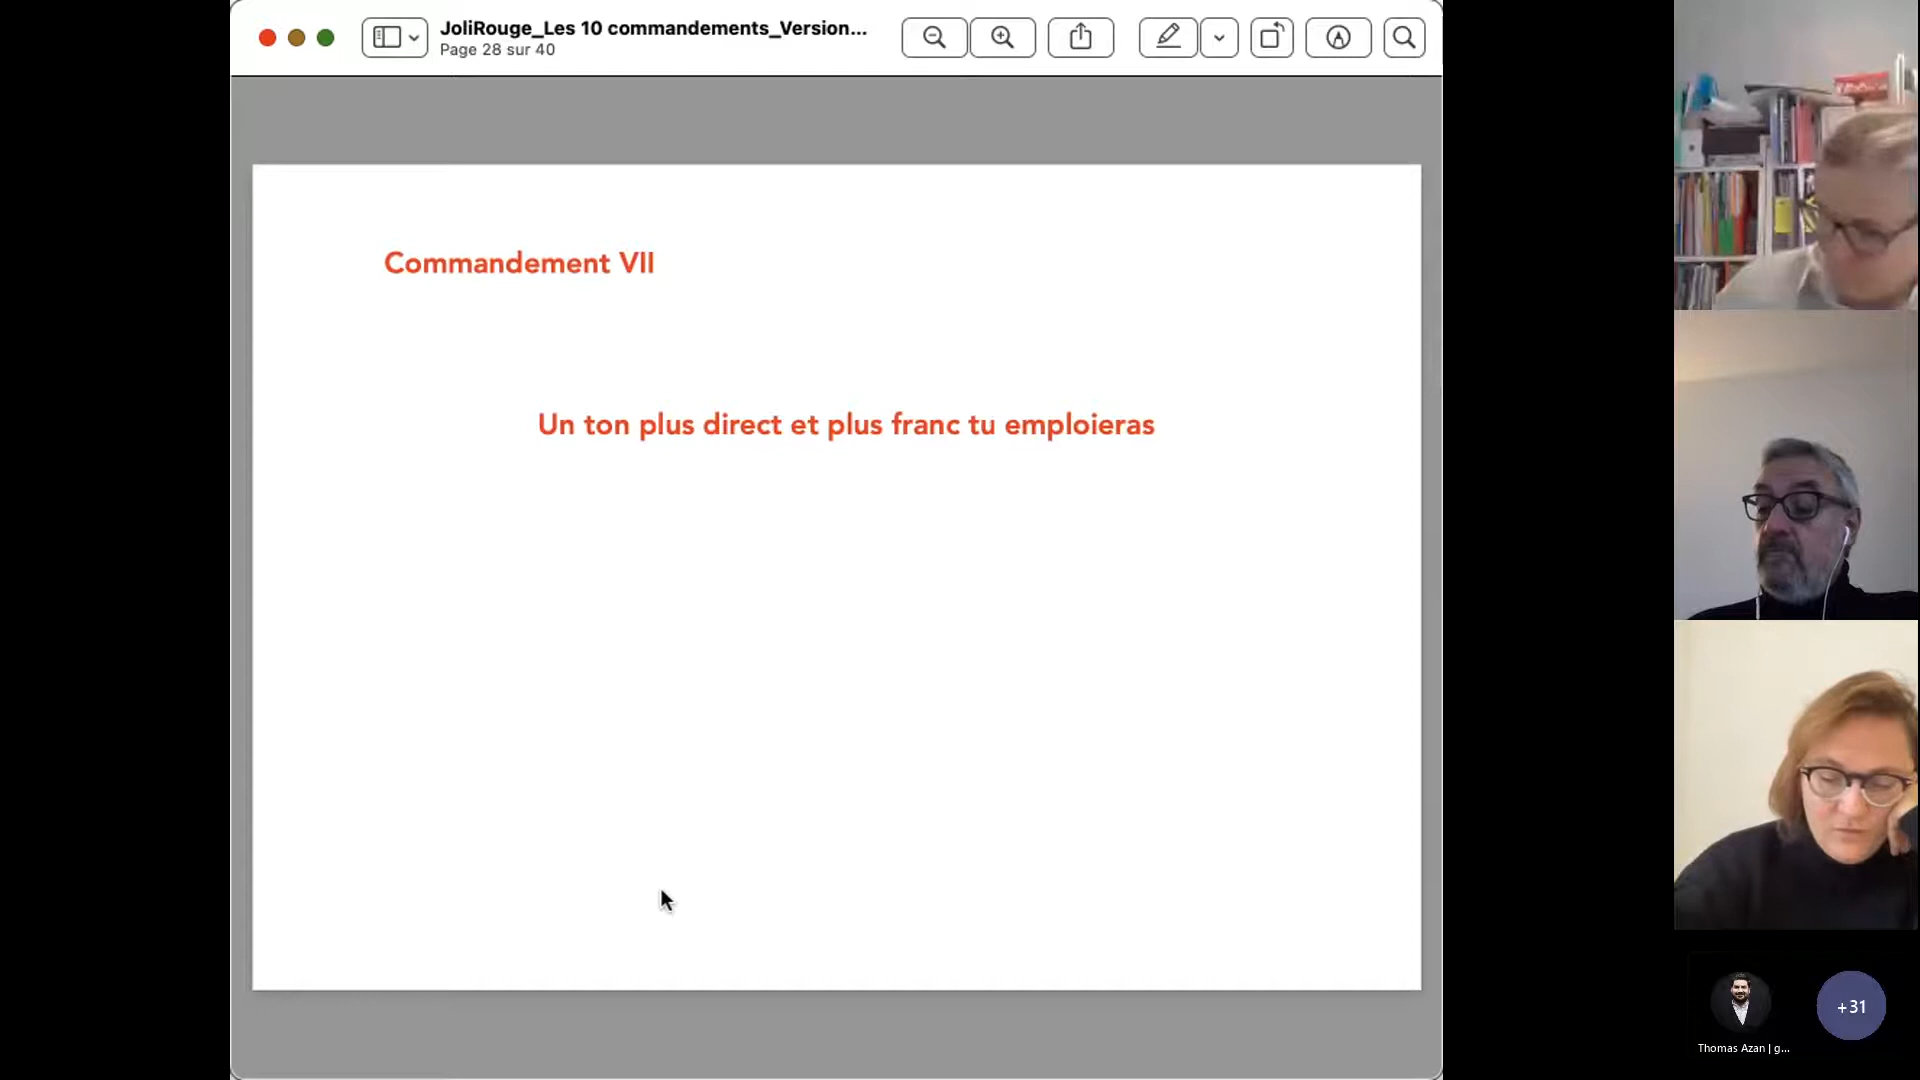 JoliRouge_Les 10 commandements_Version...
Page 28 sur 40
Commandement VII
Un ton plus direct et plus franc tu emploieras
+31
Thomas Azan | g...